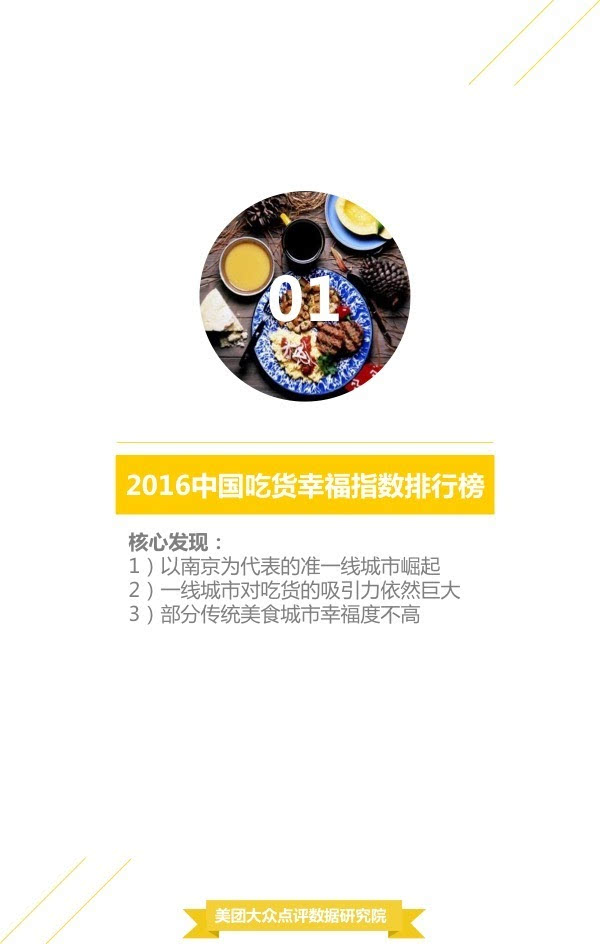 01
2016中国吃货幸福指数排行榜
核心发现：
1）以南京为代表的准一线城市崛起
2）一线城市对吃货的吸引力依然巨大
3）部分传统美食城市幸福度不高
美团大众点评数据研究院